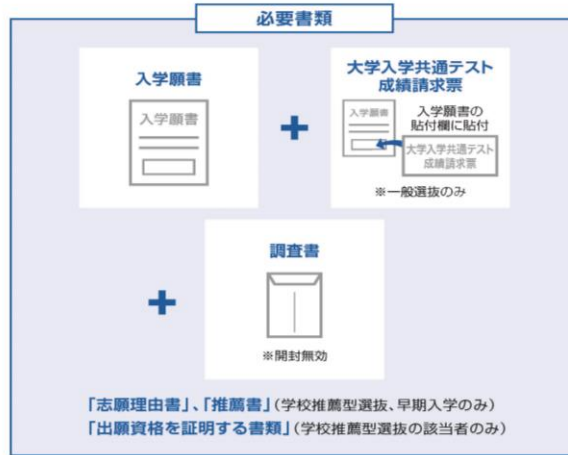 必要書類
入学願書
入学願書
+
大学入学共通テスト
成績請求票
入学願書
入学願書の
貼付欄に貼付
大学入学共通テスト
成績請求票
※一般選抜のみ
+
調査書
※開封無効
「志願理由書」、「推薦書」(学校推薦型選抜、早期入学のみ)
「出願資格を証明する書類」(学校推薦型選抜の該当者のみ)